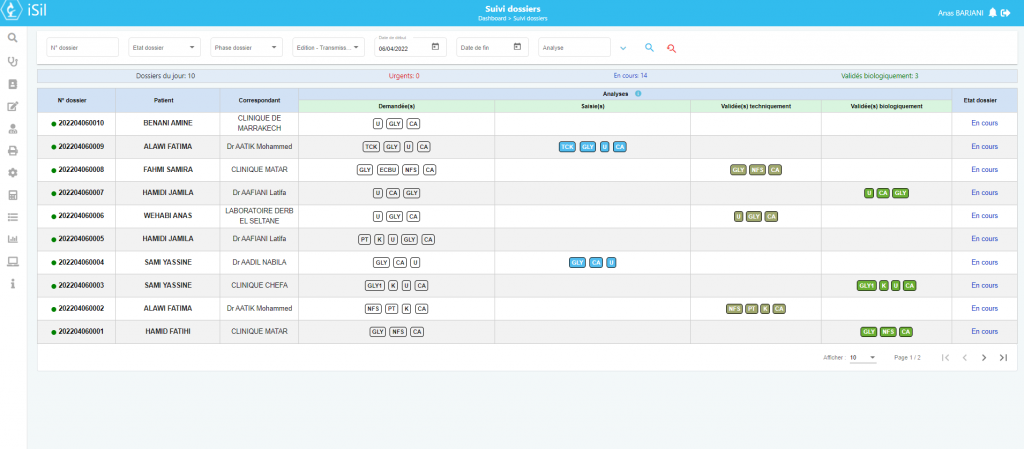 iSil
Suivi dossiers
Dashboard » Suivi dossiers
Anas BARJANI
N° dossier
Etat dossier
Phase dossier
Edition - Transmiss...
Date de début
06/04/2022
Date de fin
Analyse
Dossiers du jour: 10
Urgents: 0
En cours: 14
Validés biologiquement: 3
N° dossier Patient Correspondant Analyses Etat dossier
Demandée(s) Saisie(s) Validée(s) techniquement Validée(s) biologiquement
202204060010 BENANI AMINE CLINIQUE DE MARRAKECH U GLY CA En cours
202204060009 ALAWI FATIMA Dr AATIK Mohammed TCK GLY U CA TCK GLY U CA En cours
202204060008 FAHMI SAMIRA CLINIQUE MATAR GLY ECBU NFS CA GLY NFS CA En cours
202204060007 HAMIDI JAMILA Dr AAFIANI Latifa U CA GLY U CA GLY En cours
202204060006 WEHABI ANAS LABORATOIRE DERB EL SELTANE U GLY CA U GLY CA En cours
202204060005 HAMIDI JAMILA Dr AAFIANI Latifa PT K U GLY CA En cours
202204060004 SAMI YASSINE Dr AADIL NABILA GLY CA U GLY CA U En cours
202204060003 SAMI YASSINE CLINIQUE CHEFA GLY1 K U CA GLY1 K U CA En cours
202204060002 ALAWI FATIMA Dr AATIK Mohammed NFS PT K CA NFS PT K CA En cours
202204060001 HAMID FATIHI CLINIQUE MATAR GLY NFS CA GLY NFS CA En cours
Afficher : 10 Page 1 / 2